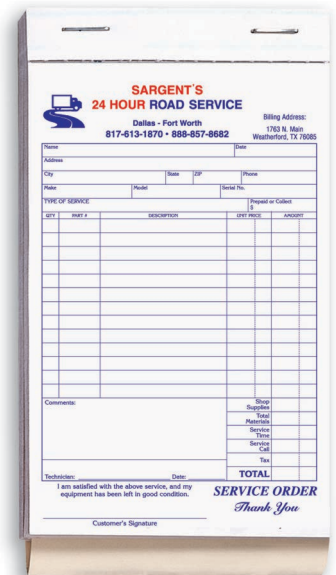 SARGENT'S
24 HOUR ROAD SERVICE
Dallas - Fort Worth
817-613-1870 • 888-857-8682
Billing Address:
1763 N. Main
Weatherford, TX 76085
Name Date
Address
City State ZIP Phone
Make Model Serial No.
TYPE OF SERVICE Prepaid or Collect
$
QTY PART # DESCRIPTION UNIT PRICE AMOUNT
Comments:
Shop
Supplies
Total
Materials
Service
Time
Service
Call
Tax
Technician: Date: TOTAL
I am satisfied with the above service, and my
equipment has been left in good condition.
SERVICE ORDER
Thank You
Customer's Signature